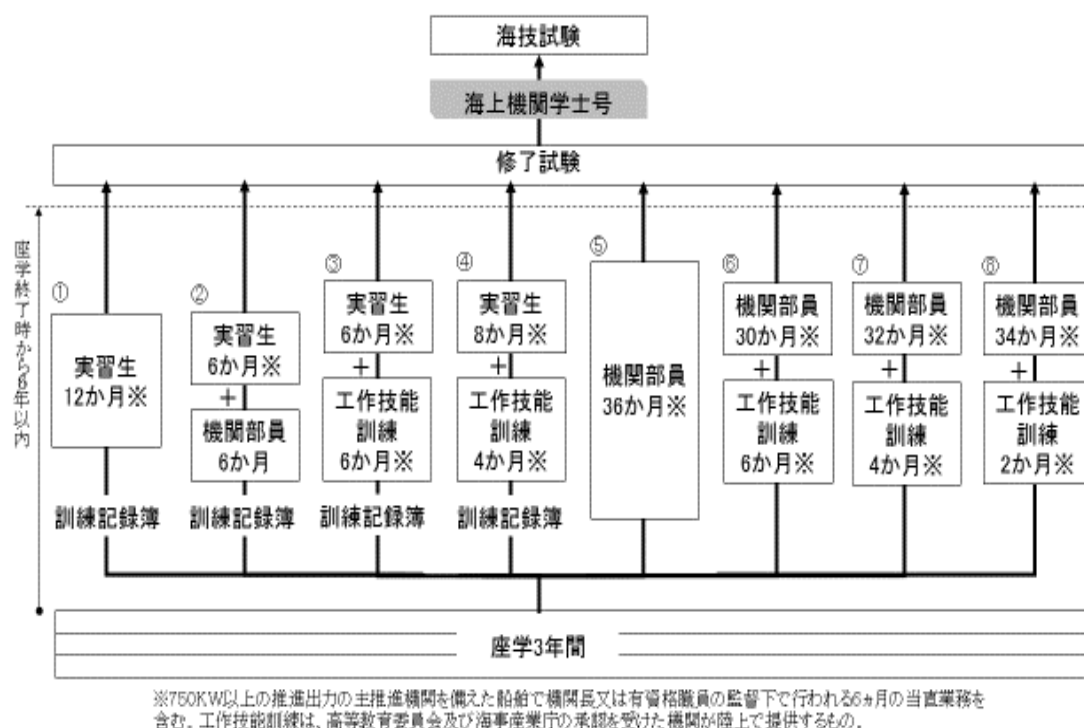 海技試験
海上機関学士号
修了試験
座学終了時から6年以内
①
実習生
12か月※
訓練記録簿
②
実習生
6か月※
+
機関部員
6か月
訓練記録簿
③
実習生
6か月※
+
工作技能
訓練
6か月※
訓練記録簿
④
実習生
8か月※
+
工作技能
訓練
4か月※
訓練記録簿
⑤
機関部員
36か月※
⑥
機関部員
30か月※
+
工作技能
訓練
6か月※
⑦
機関部員
32か月※
+
工作技能
訓練
4か月※
⑧
機関部員
34か月※
+
工作技能
訓練
2か月※
座学3年間
※750KW以上の推進出力の主推進機関を備えた船舶で機関長又は有資格職員の監督下で行われる6ヵ月の当直業務を
含む。工作技能訓練は、高等教育委員会及び海事産業庁の承認を受けた機関が陸上で提供するもの。